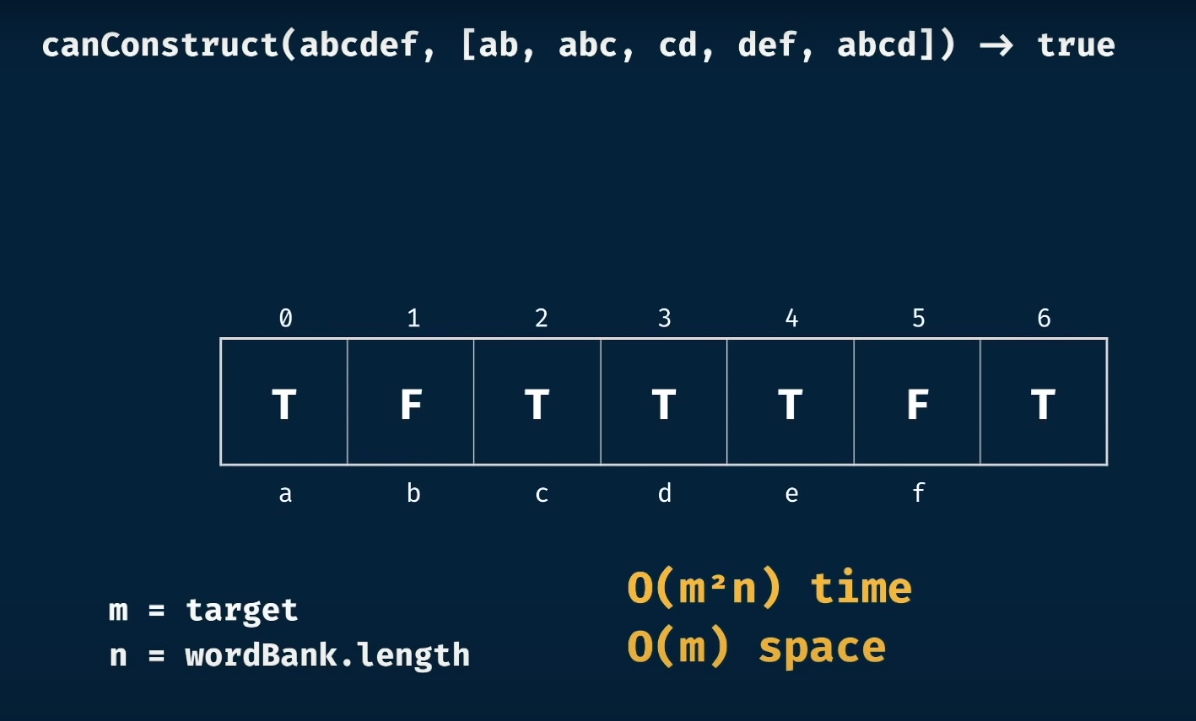 canConstruct(abcdef, [ab, abc, cd, def, abcd]) → true
0 1 2 3 4 5 6
T F T T T F T
a b c d e f
m = target
n = wordBank.length
O(m²n) time
O(m) space